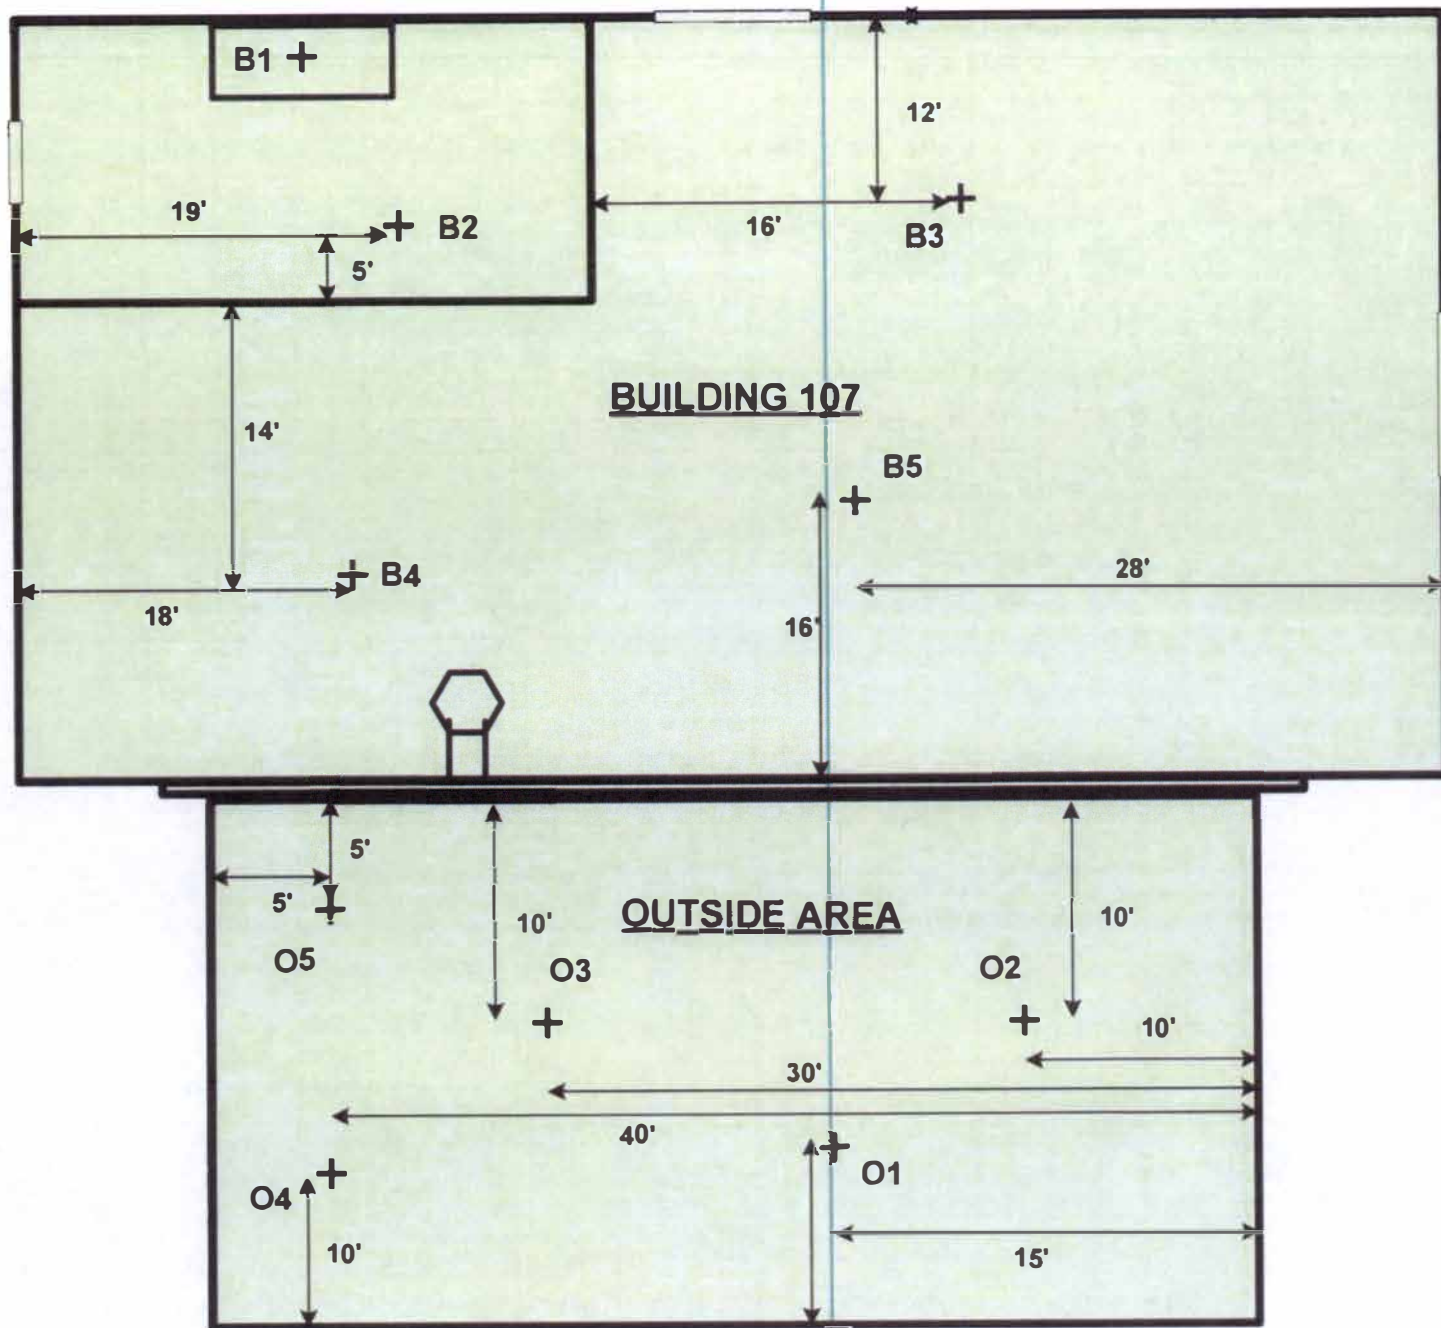 B1
12'
19'
B2
16'
B3
5'
BUILDING 107
14'
B5
B4
28'
18'
16'
5'
5'
10'
OUTSIDE AREA
10'
O5
O3
O2
10'
30'
40'
O1
O4
10'
15'